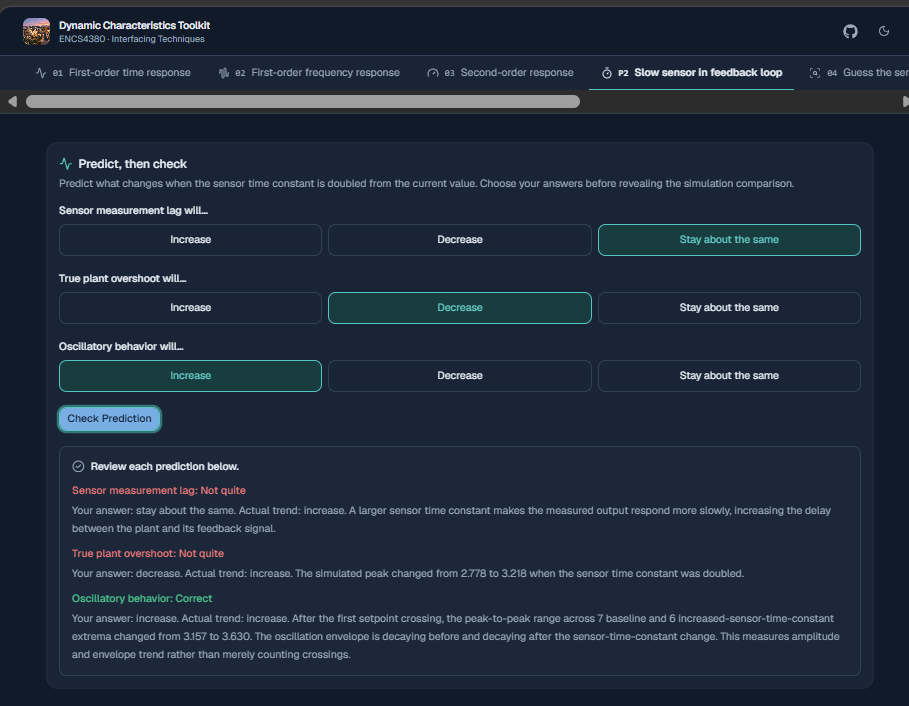 Dynamic Characteristics Toolkit
ENCS4380 · Interfacing Techniques
01 First-order time response
02 First-order frequency response
03 Second-order response
P2 Slow sensor in feedback loop
04 Guess the ser
Predict, then check
Predict what changes when the sensor time constant is doubled from the current value. Choose your answers before revealing the simulation comparison.
Sensor measurement lag will...
Increase
Decrease
Stay about the same
True plant overshoot will...
Increase
Decrease
Stay about the same
Oscillatory behavior will...
Increase
Decrease
Stay about the same
Check Prediction
Review each prediction below.
Sensor measurement lag: Not quite
Your answer: stay about the same. Actual trend: increase. A larger sensor time constant makes the measured output respond more slowly, increasing the delay
between the plant and its feedback signal.
True plant overshoot: Not quite
Your answer: decrease. Actual trend: increase. The simulated peak changed from 2.778 to 3.218 when the sensor time constant was doubled.
Oscillatory behavior: Correct
Your answer: increase. Actual trend: increase. After the first setpoint crossing, the peak-to-peak range across 7 baseline and 6 increased-sensor-time-constant
extrema changed from 3.157 to 3.630. The oscillation envelope is decaying before and decaying after the sensor-time-constant change. This measures amplitude
and envelope trend rather than merely counting crossings.